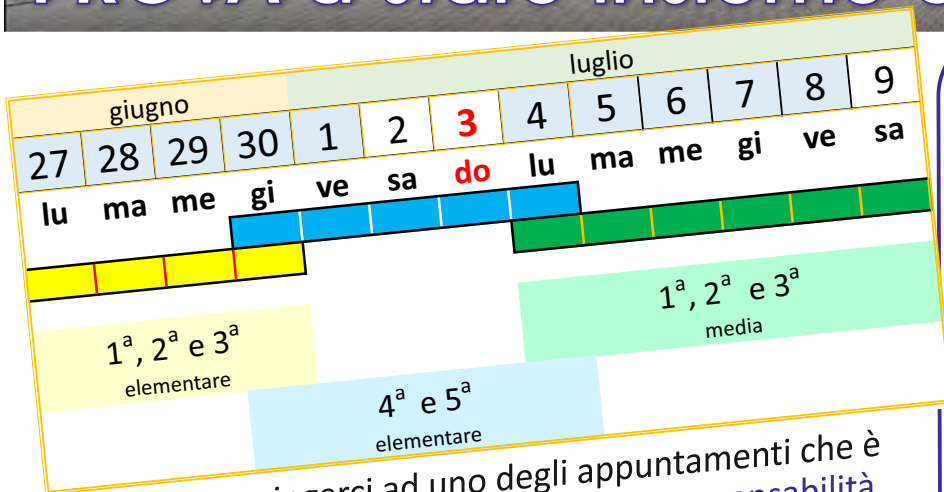 giugno luglio
27 28 29 30 1 2 3 4 5 6 7 8 9
lu ma me gi ve sa do lu ma me gi ve sa
1ª, 2ª e 3ª
elementare
4ª e 5ª
elementare
1ª, 2ª e 3ª
media
ad uno degli appuntamenti che è